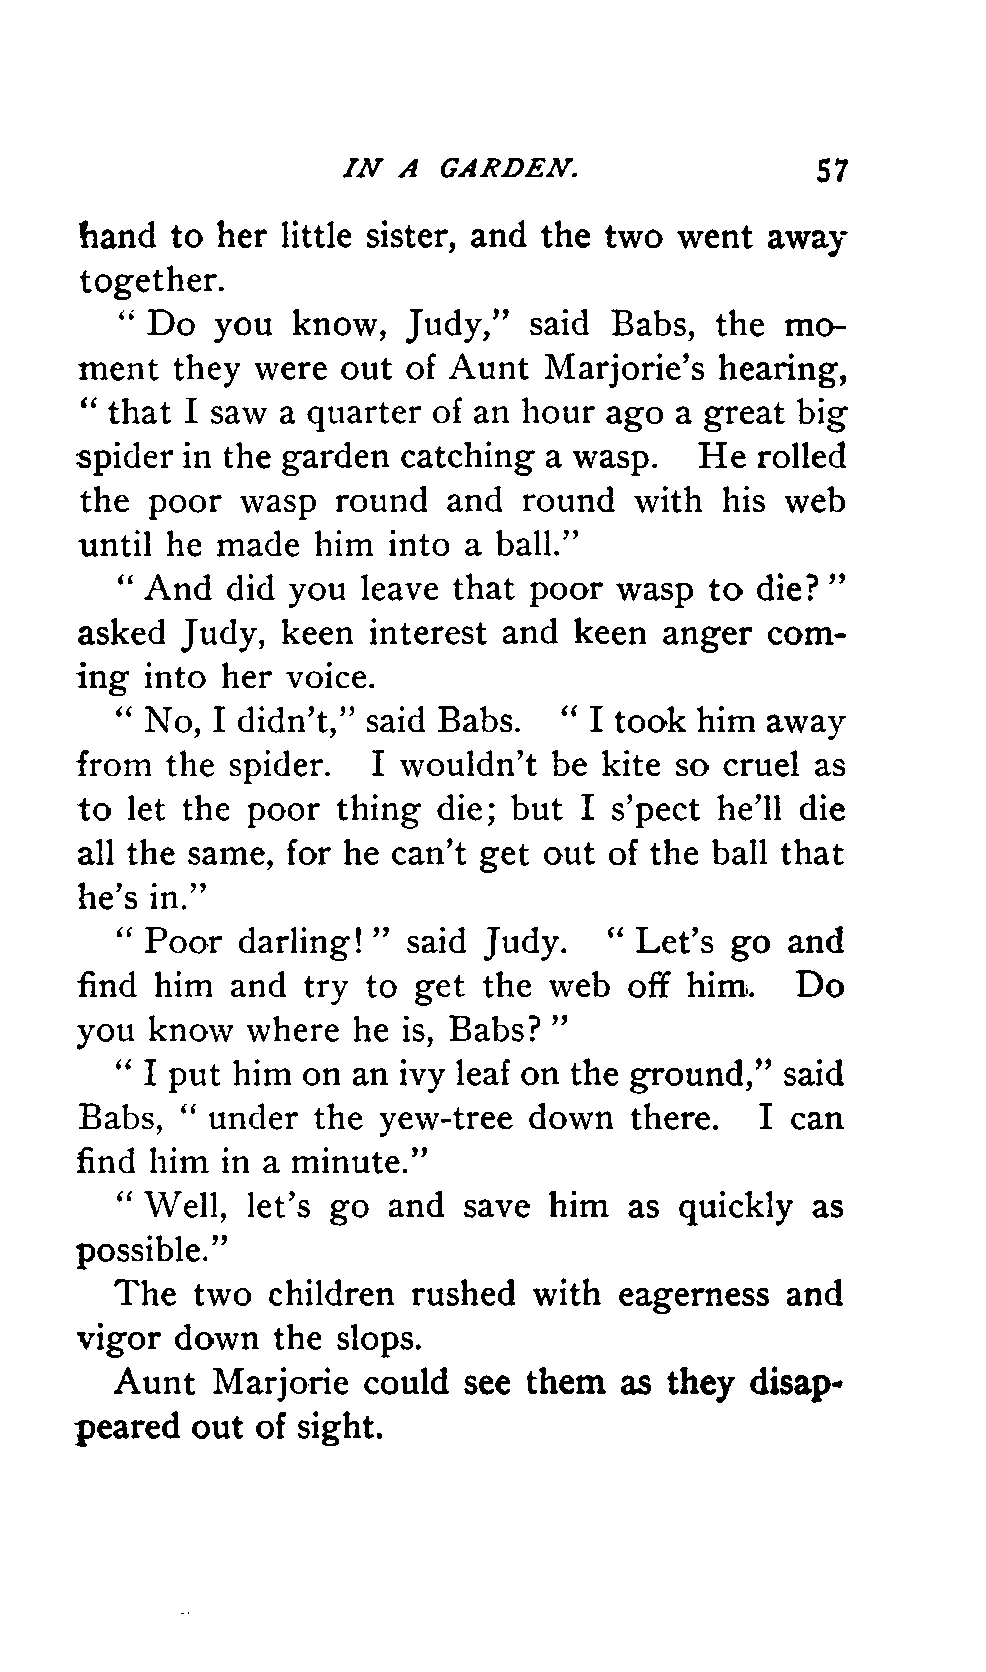 IN A GARDEN. 57
hand to her little sister, and the two went away
together.
“ Do you know, Judy,” said Babs, the mo-
ment they were out of Aunt Marjorie’s hearing,
“ that I saw a quarter of an hour ago a great big
spider in the garden catching a wasp. He rolled
the poor wasp round and round with his web
until he made him into a ball.”
“ And did you leave that poor wasp to die? ”
asked Judy, keen interest and keen anger com-
ing into her voice.
“ No, I didn’t,” said Babs. “ I took him away
from the spider. I wouldn’t be kite so cruel as
to let the poor thing die; but I s’pect he’ll die
all the same, for he can’t get out of the ball that
he’s in.”
“ Poor darling! ” said Judy. “ Let’s go and
find him and try to get the web off him. Do
you know where he is, Babs? ”
“ I put him on an ivy leaf on the ground,” said
Babs, “ under the yew-tree down there. I can
find him in a minute.”
“ Well, let’s go and save him as quickly as
possible.”
The two children rushed with eagerness and
vigor down the slops.
Aunt Marjorie could see them as they disap-
peared out of sight.